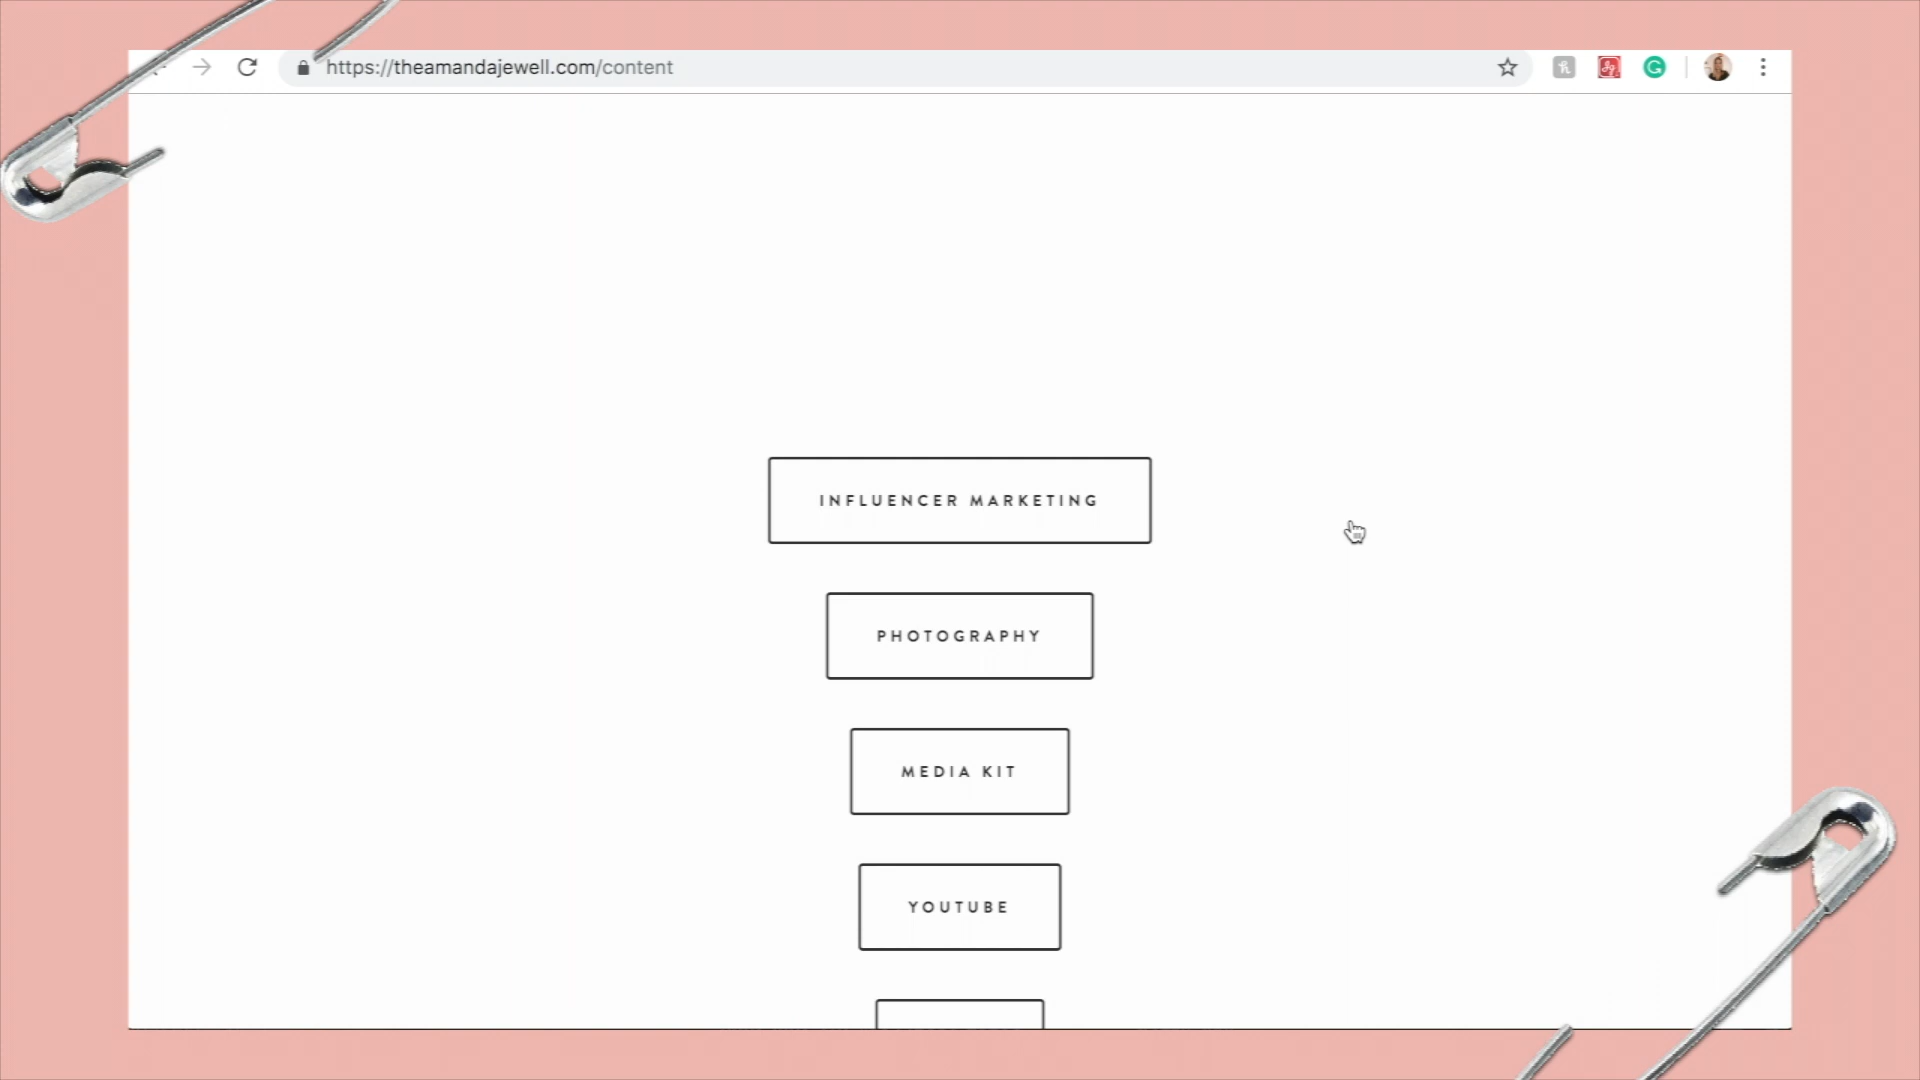 https://theamandajewell.com/content
INFLUENCER MARKETING
PHOTOGRAPHY
MEDIA KIT
YOUTUBE